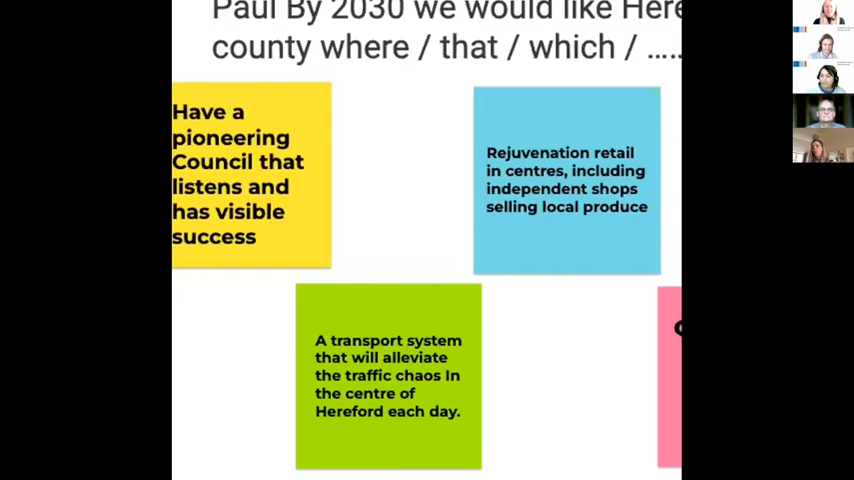 Paul By 2030 we would like Here
county where / that / which / .....
Have a
pioneering
Council that
listens and
has visible
success
Rejuvenation retail
in centres, including
independent shops
selling local produce
A transport system
that will alleviate
the traffic chaos In
the centre of
Hereford each day.